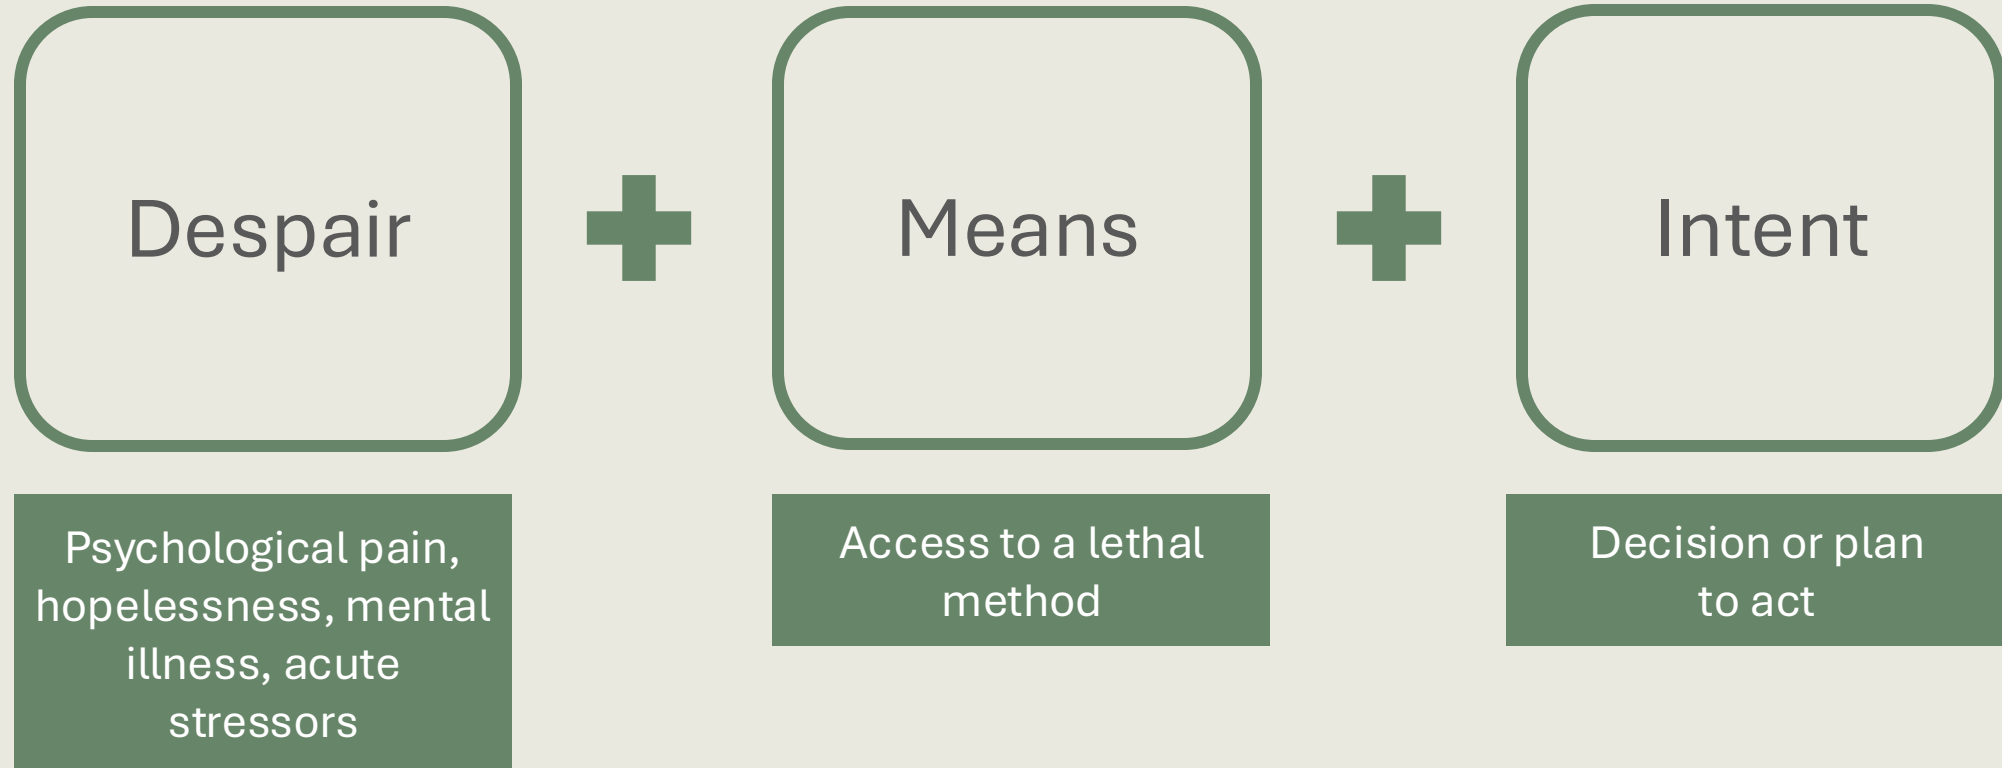 Despair
Means
Intent
Psychological pain,
hopelessness, mental
illness, acute
stressors
Access to a lethal
method
Decision or plan
to act